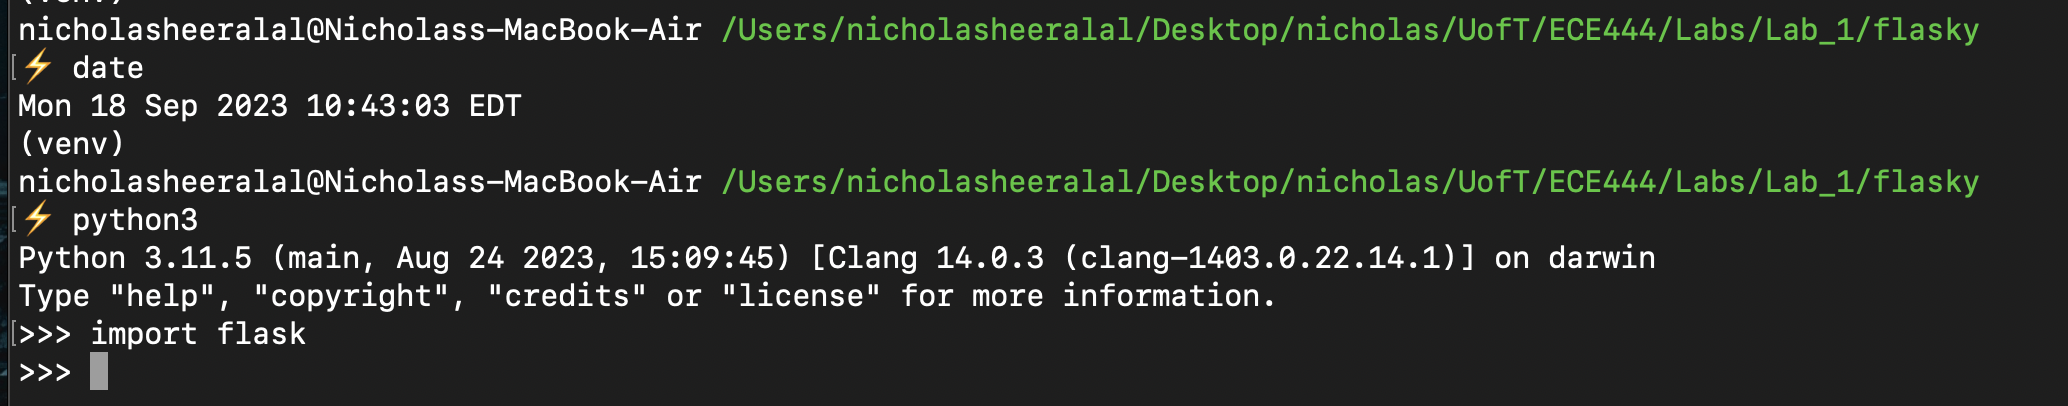 (venv)
nicholasheeralal@Nicholass-MacBook-Air /Users/nicholasheeralal/Desktop/nicholas/UofT/ECE444/Labs/Lab_1/flasky
[⚡ date
Mon 18 Sep 2023 10:43:03 EDT
(venv)
nicholasheeralal@Nicholass-MacBook-Air /Users/nicholasheeralal/Desktop/nicholas/UofT/ECE444/Labs/Lab_1/flasky
[⚡ python3
Python 3.11.5 (main, Aug 24 2023, 15:09:45) [Clang 14.0.3 (clang-1403.0.22.14.1)] on darwin
Type "help", "copyright", "credits" or "license" for more information.
[>>> import flask
>>>